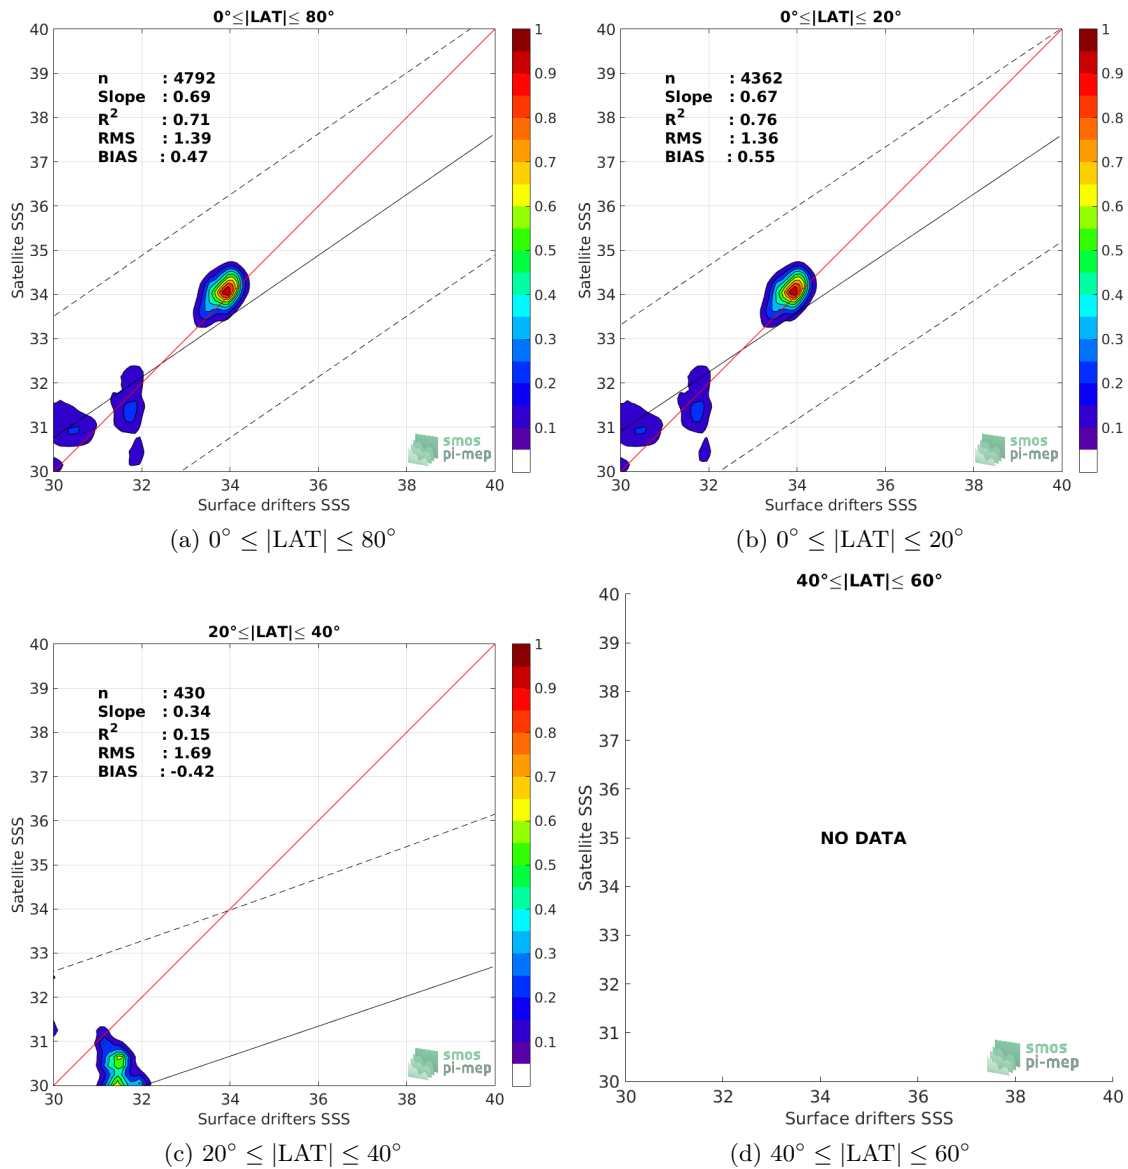 0°≤|LAT|≤ 80°
40
39
38
37
36
35
34
33
32
31
30
Satellite SSS
n : 4792
Slope : 0.69
R2 : 0.71
RMS : 1.39
BIAS : 0.47
smos
pi-mep
30 32 34 36 38 40
Surface drifters SSS
1
0.9
0.8
0.7
0.6
0.5
0.4
0.3
0.2
0.1
(a) 0° ≤ |LAT| ≤ 80°
0°≤|LAT|≤ 20°
40
39
38
37
36
35
34
33
32
31
30
Satellite SSS
n : 4362
Slope : 0.67
R2 : 0.76
RMS : 1.36
BIAS : 0.55
smos
pi-mep
30 32 34 36 38 40
Surface drifters SSS
1
0.9
0.8
0.7
0.6
0.5
0.4
0.3
0.2
0.1
(b) 0° ≤ |LAT| ≤ 20°
20°≤|LAT|≤ 40°
40
39
38
37
36
35
34
33
32
31
30
Satellite SSS
n : 430
Slope : 0.34
R2 : 0.15
RMS : 1.69
BIAS : -0.42
smos
pi-mep
30 32 34 36 38 40
Surface drifters SSS
1
0.9
0.8
0.7
0.6
0.5
0.4
0.3
0.2
0.1
(c) 20° ≤ |LAT| ≤ 40°
40°≤|LAT|≤ 60°
40
39
38
37
36
35
34
33
32
31
30
Satellite SSS
NO DATA
smos
pi-mep
30 32 34 36 38 40
Surface drifters SSS
(d) 40° ≤ |LAT| ≤ 60°